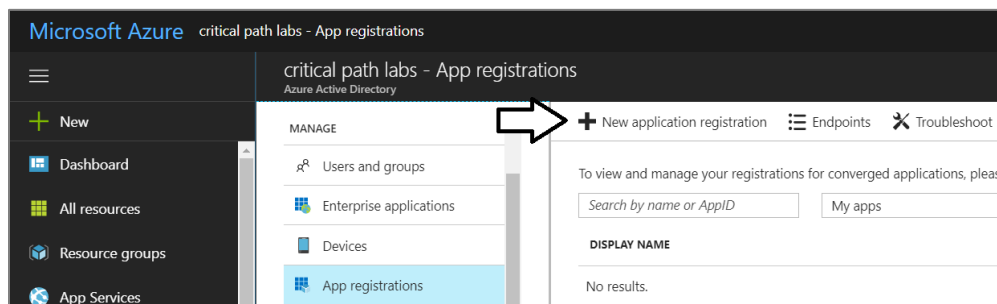 Microsoft Azure critical path labs - App registrations
critical path labs - App registrations
Azure Active Directory
New
Dashboard
All resources
Resource groups
App Services
MANAGE
Users and groups
Enterprise applications
Devices
App registrations
New application registration Endpoints Troubleshoot
To view and manage your registrations for converged applications, pleas
Search by name or AppID My apps
DISPLAY NAME
No results.